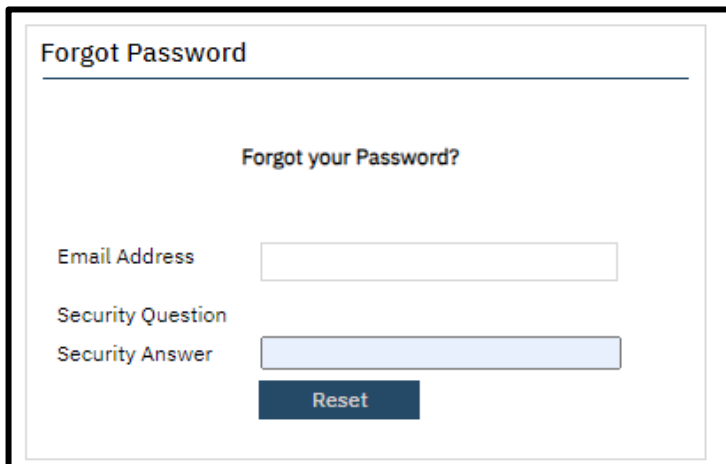 Forgot Password
Forgot your Password?
Email Address
Security Question
Security Answer
Reset